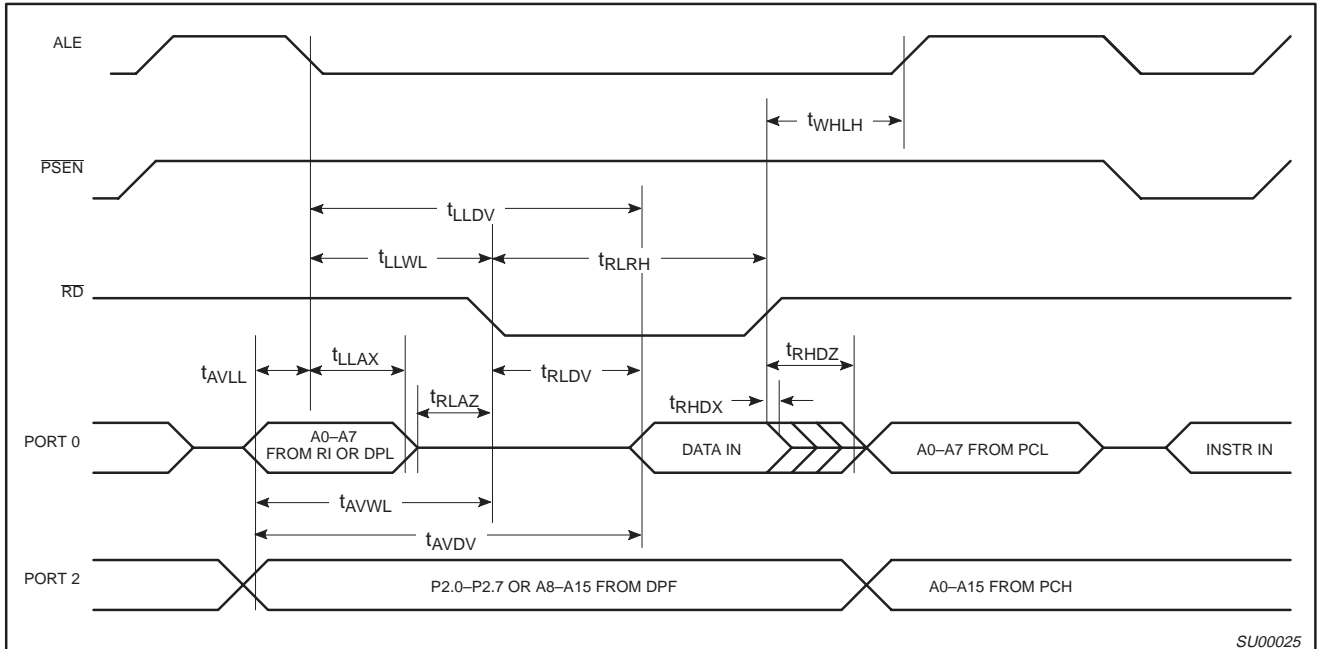 ALE
tWHLH
PSEN
tLLDV
tLLWL
tRLRH
RD
tAVLL
tLLAX
tRLAZ
tRLDV
tRHDZ
tRHDX
PORT 0
A0–A7
FROM RI OR DPL
DATA IN
A0–A7 FROM PCL
INSTR IN
tAVWL
tAVDV
PORT 2
P2.0–P2.7 OR A8–A15 FROM DPF
A0–A15 FROM PCH
SU00025